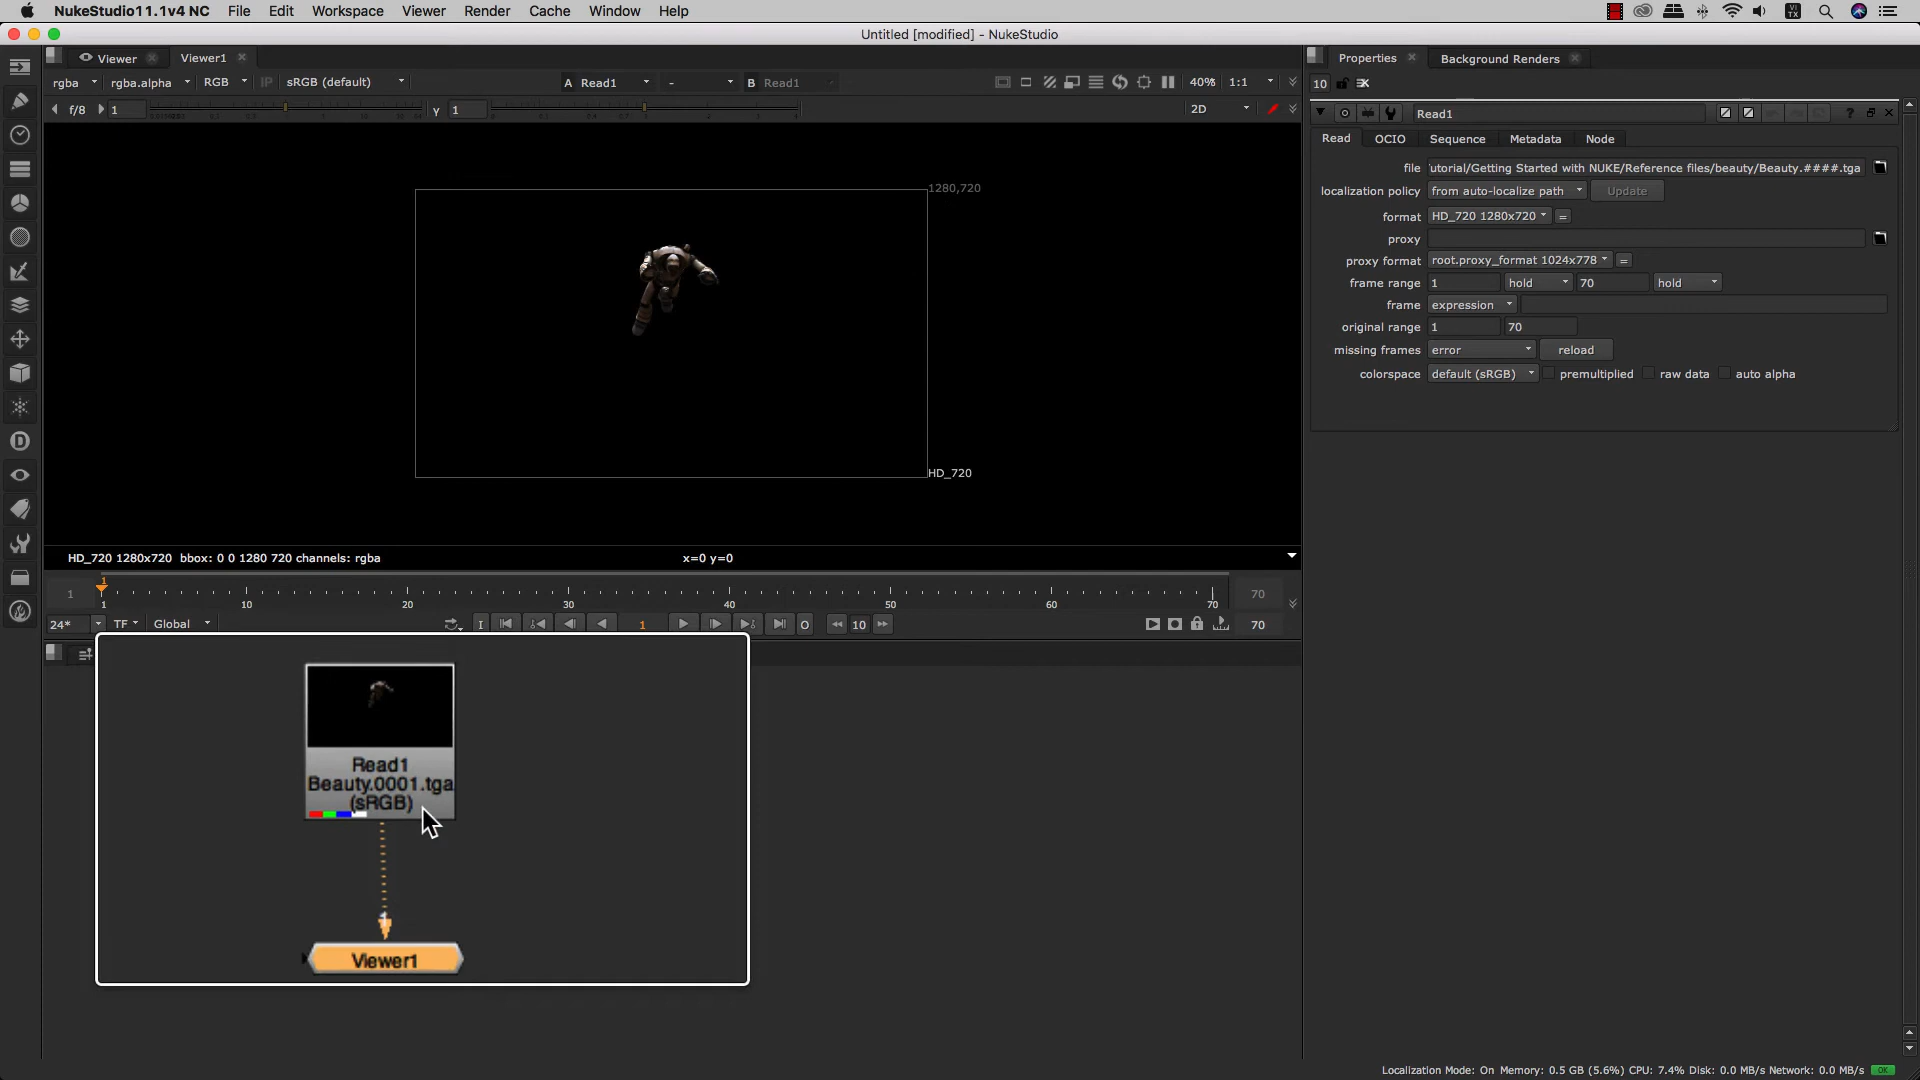 NukeStudio11.1v4 NC File Edit Workspace Viewer Render Cache Window Help
Untitled [modified] - NukeStudio
Viewer Viewer1
rgba rgba.alpha RGB IP sRGB (default) A Read1 - B Read1 40% 1:1
f/8 1 y 1 2D
1280,720
HD_720
HD_720 1280x720 bbox: 0 0 1280 720 channels: rgba x=0 y=0
1
1 1 10 20 30 40 50 60 70 70
24* TF Global I 1 O 10 70
Read1
Beauty.0001.tga
(sRGB)
Viewer1
Properties Background Renders
10
Read1 ?
Read OCIO Sequence Metadata Node
file utorial/Getting Started with NUKE/Reference files/beauty/Beauty.####.tga
localization policy from auto-localize path Update
format HD_720 1280x720 =
proxy
proxy format root.proxy_format 1024x778 =
frame range 1 hold 70 hold
frame expression
original range 1 70
missing frames error reload
colorspace default (sRGB) premultiplied raw data auto alpha
Localization Mode: On Memory: 0.5 GB (5.6%) CPU: 7.4% Disk: 0.0 MB/s Network: 0.0 MB/s OK